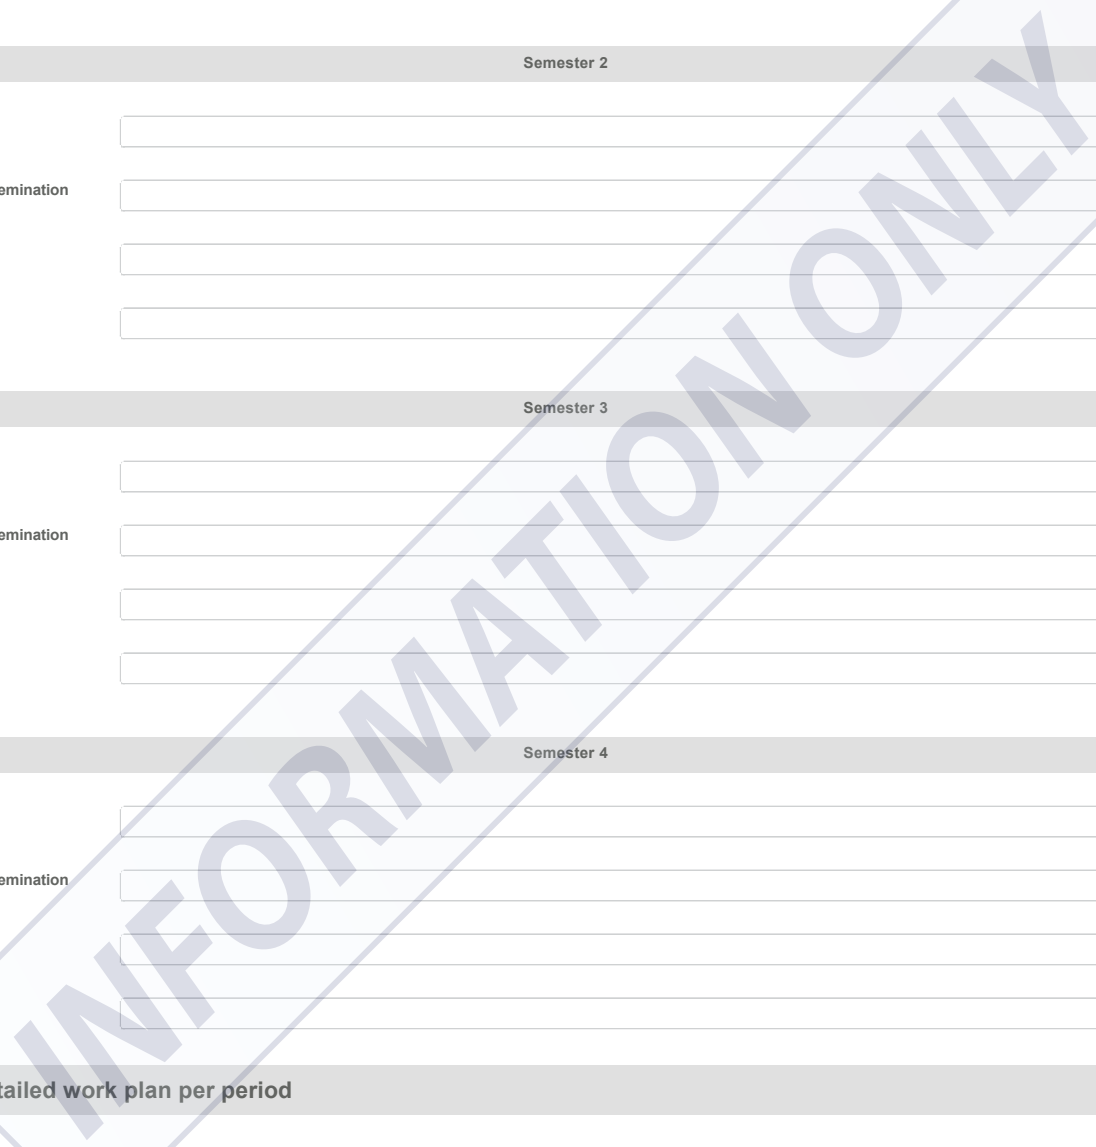 Semester 2
emination
Semester 3
emination
Semester 4
emination
tailed work plan per period
INFORMATION ONLY